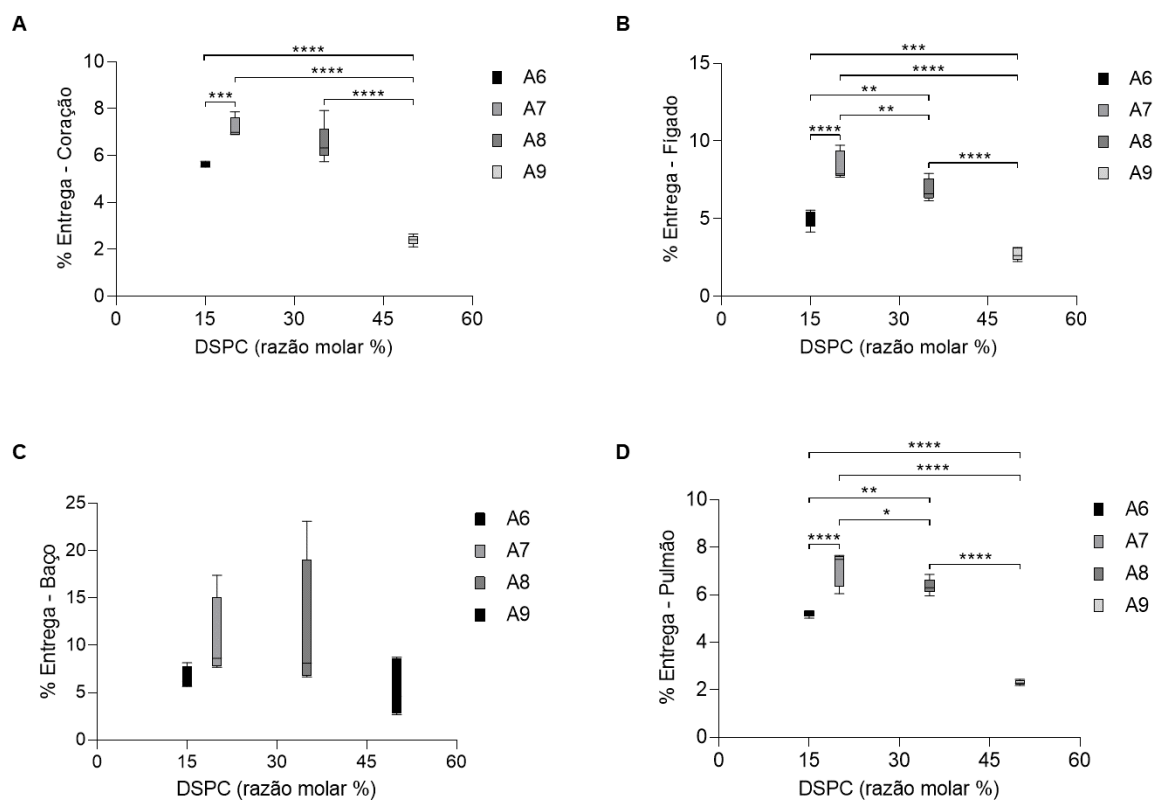 A
% Entrega - Coração
10
8
6
4
2
0
0 15 30 45 60
DSPC (razão molar %)
****
****
*** ****
A6
A7
A8
A9
B
% Entrega - Fígado
15
10
5
0
0 15 30 45 60
DSPC (razão molar %)
***
****
**
**
****
****
A6
A7
A8
A9
C
% Entrega - Baço
25
20
15
10
5
0
0 15 30 45 60
DSPC (razão molar %)
A6
A7
A8
A9
D
% Entrega - Pulmão
10
8
6
4
2
0
0 15 30 45 60
DSPC (razão molar %)
****
****
**
*
****
****
A6
A7
A8
A9